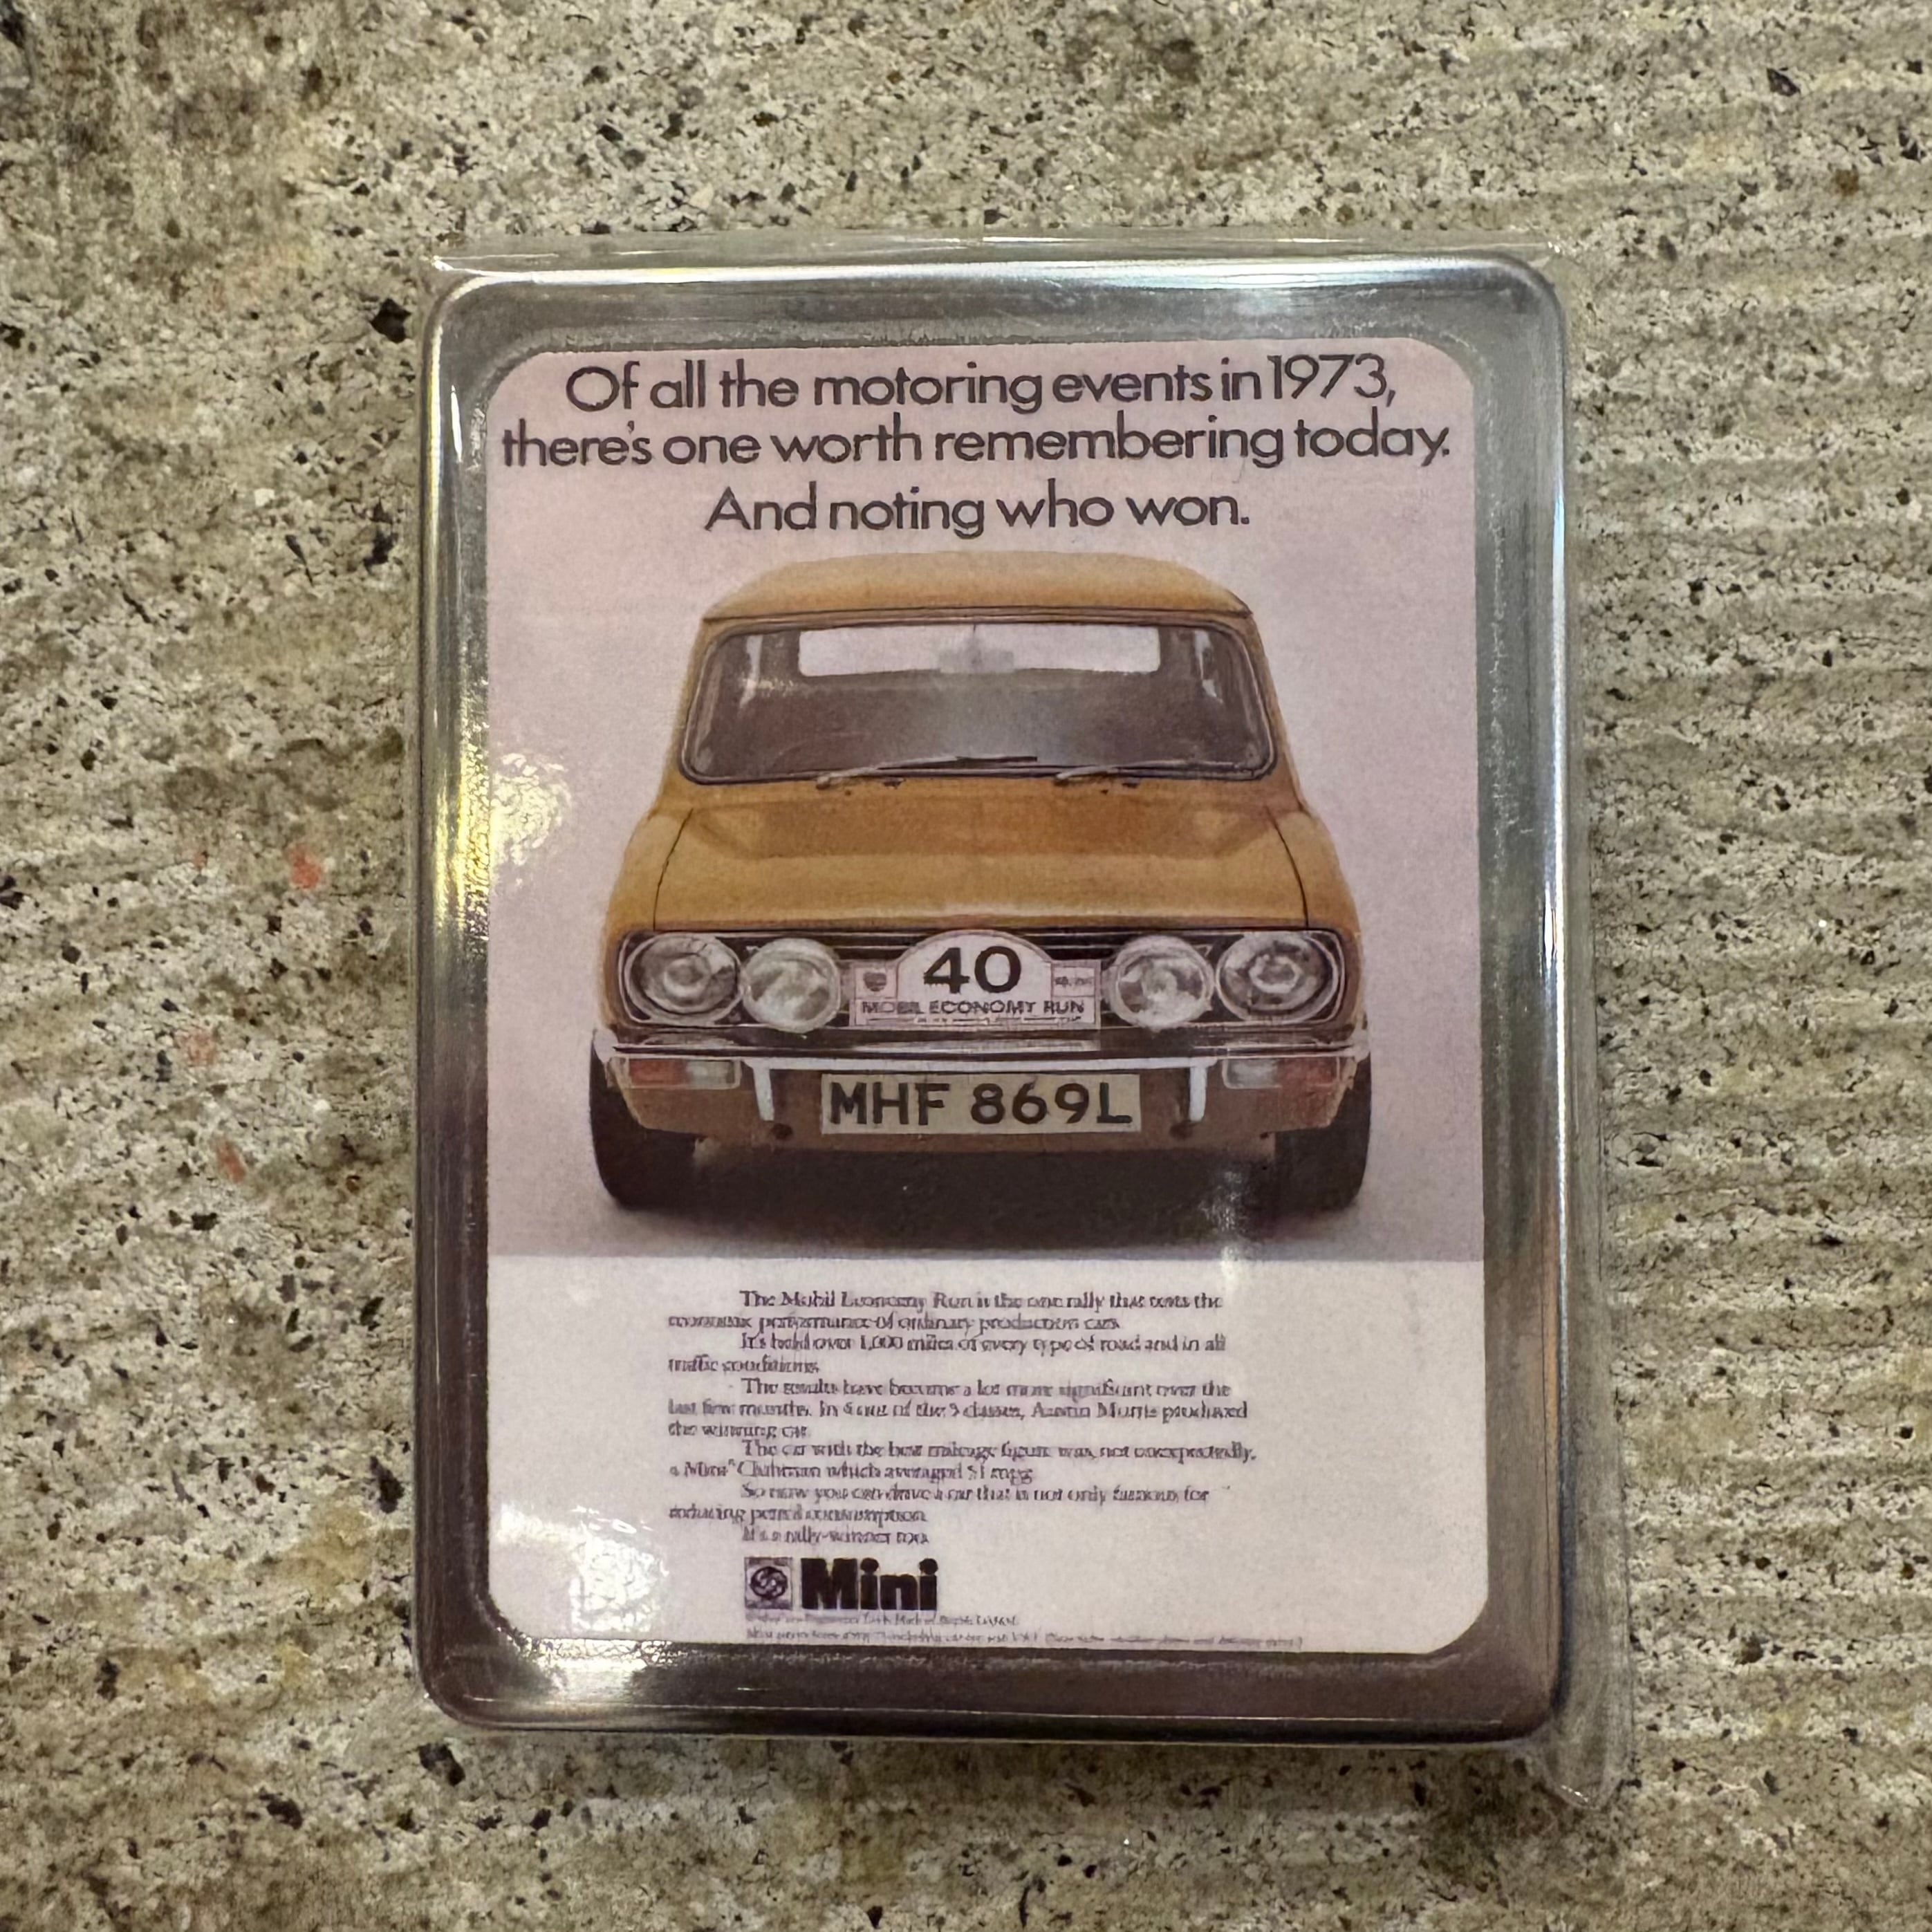 Of all the motoring events in 1973,
there's one worth remembering today.
And noting who won.
40
MOBIL ECONOMY RUN
MHF 869L
The Mobil Economy Run is the one rally that tests the
performance of ordinary production cars.
It's held over 1,000 miles of every type of road and in all
traffic conditions.
The results have become a lot more significant over the
last few months. In out of the classes, Austin Morris produced
the winning car.
The car with the best mileage figure was, not unexpectedly,
a Mini Clubman which averaged 51 mpg.
So now you can drive a car that is not only famous for
reducing petrol consumption.
It's a rally-winner too.
Mini